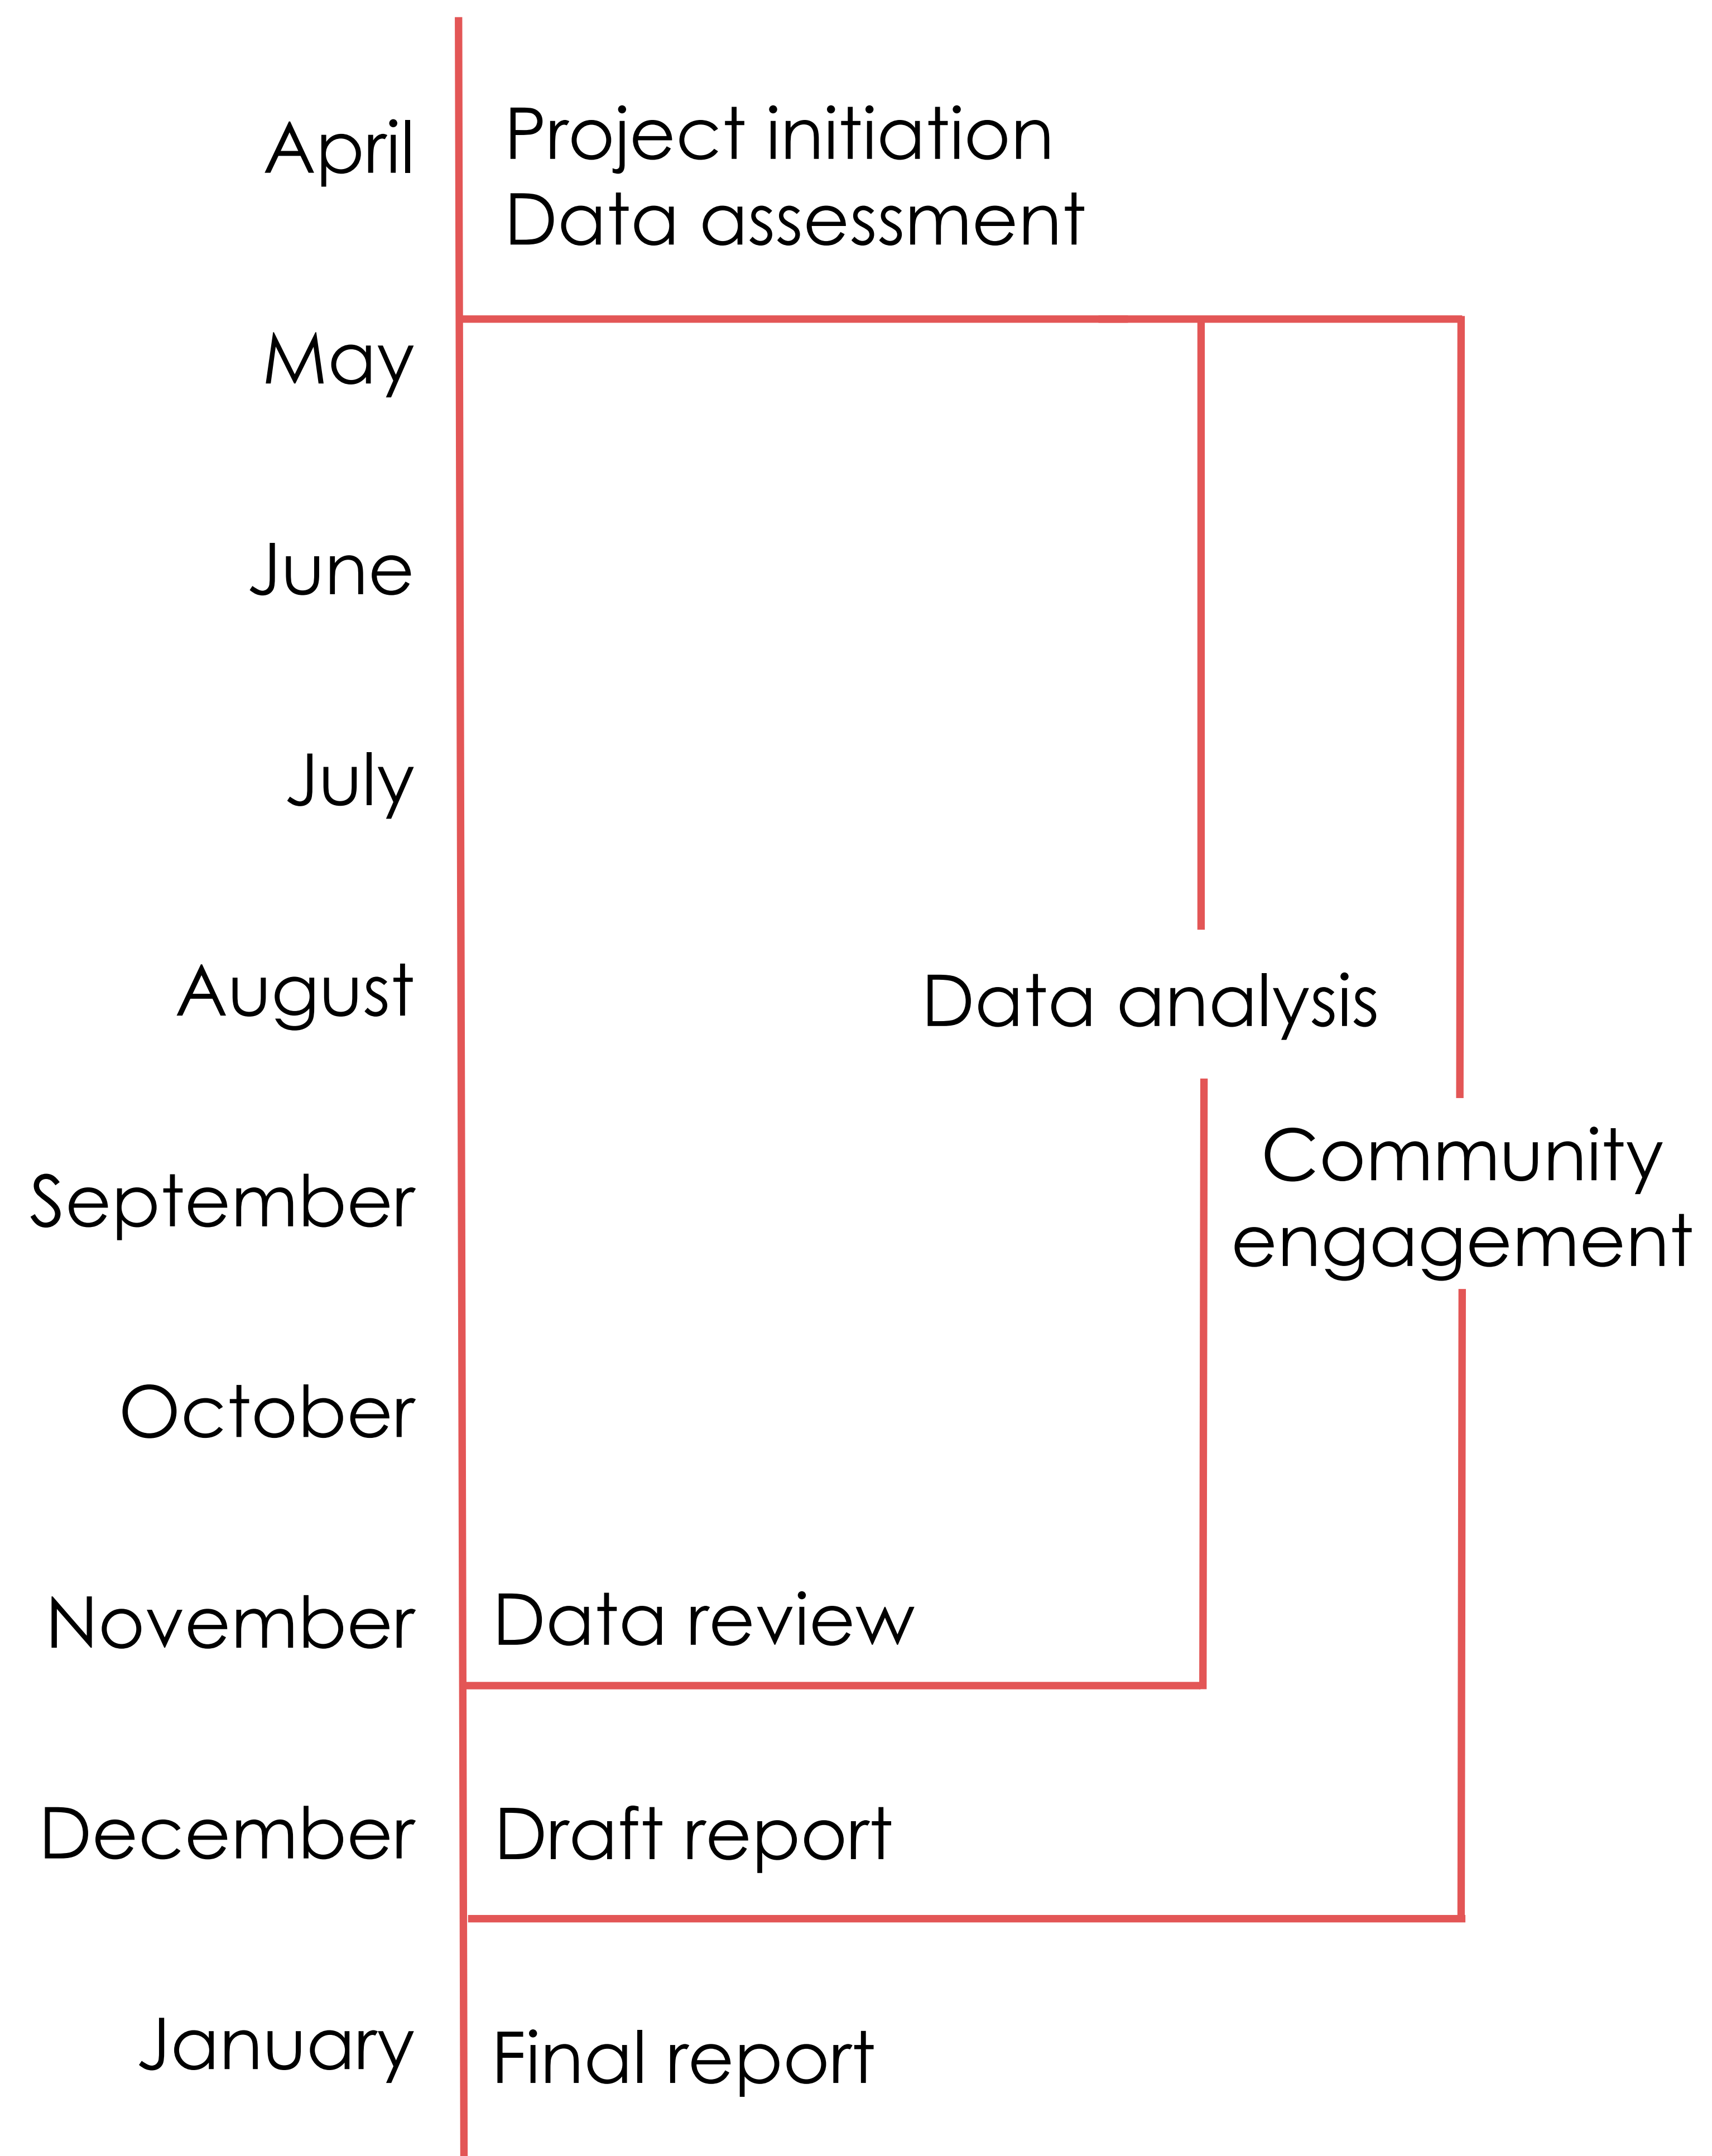 April
Project initiation
Data assessment
May
June
July
August
Data analysis
September
Community
engagement
October
November
Data review
December
Draft report
January
Final report